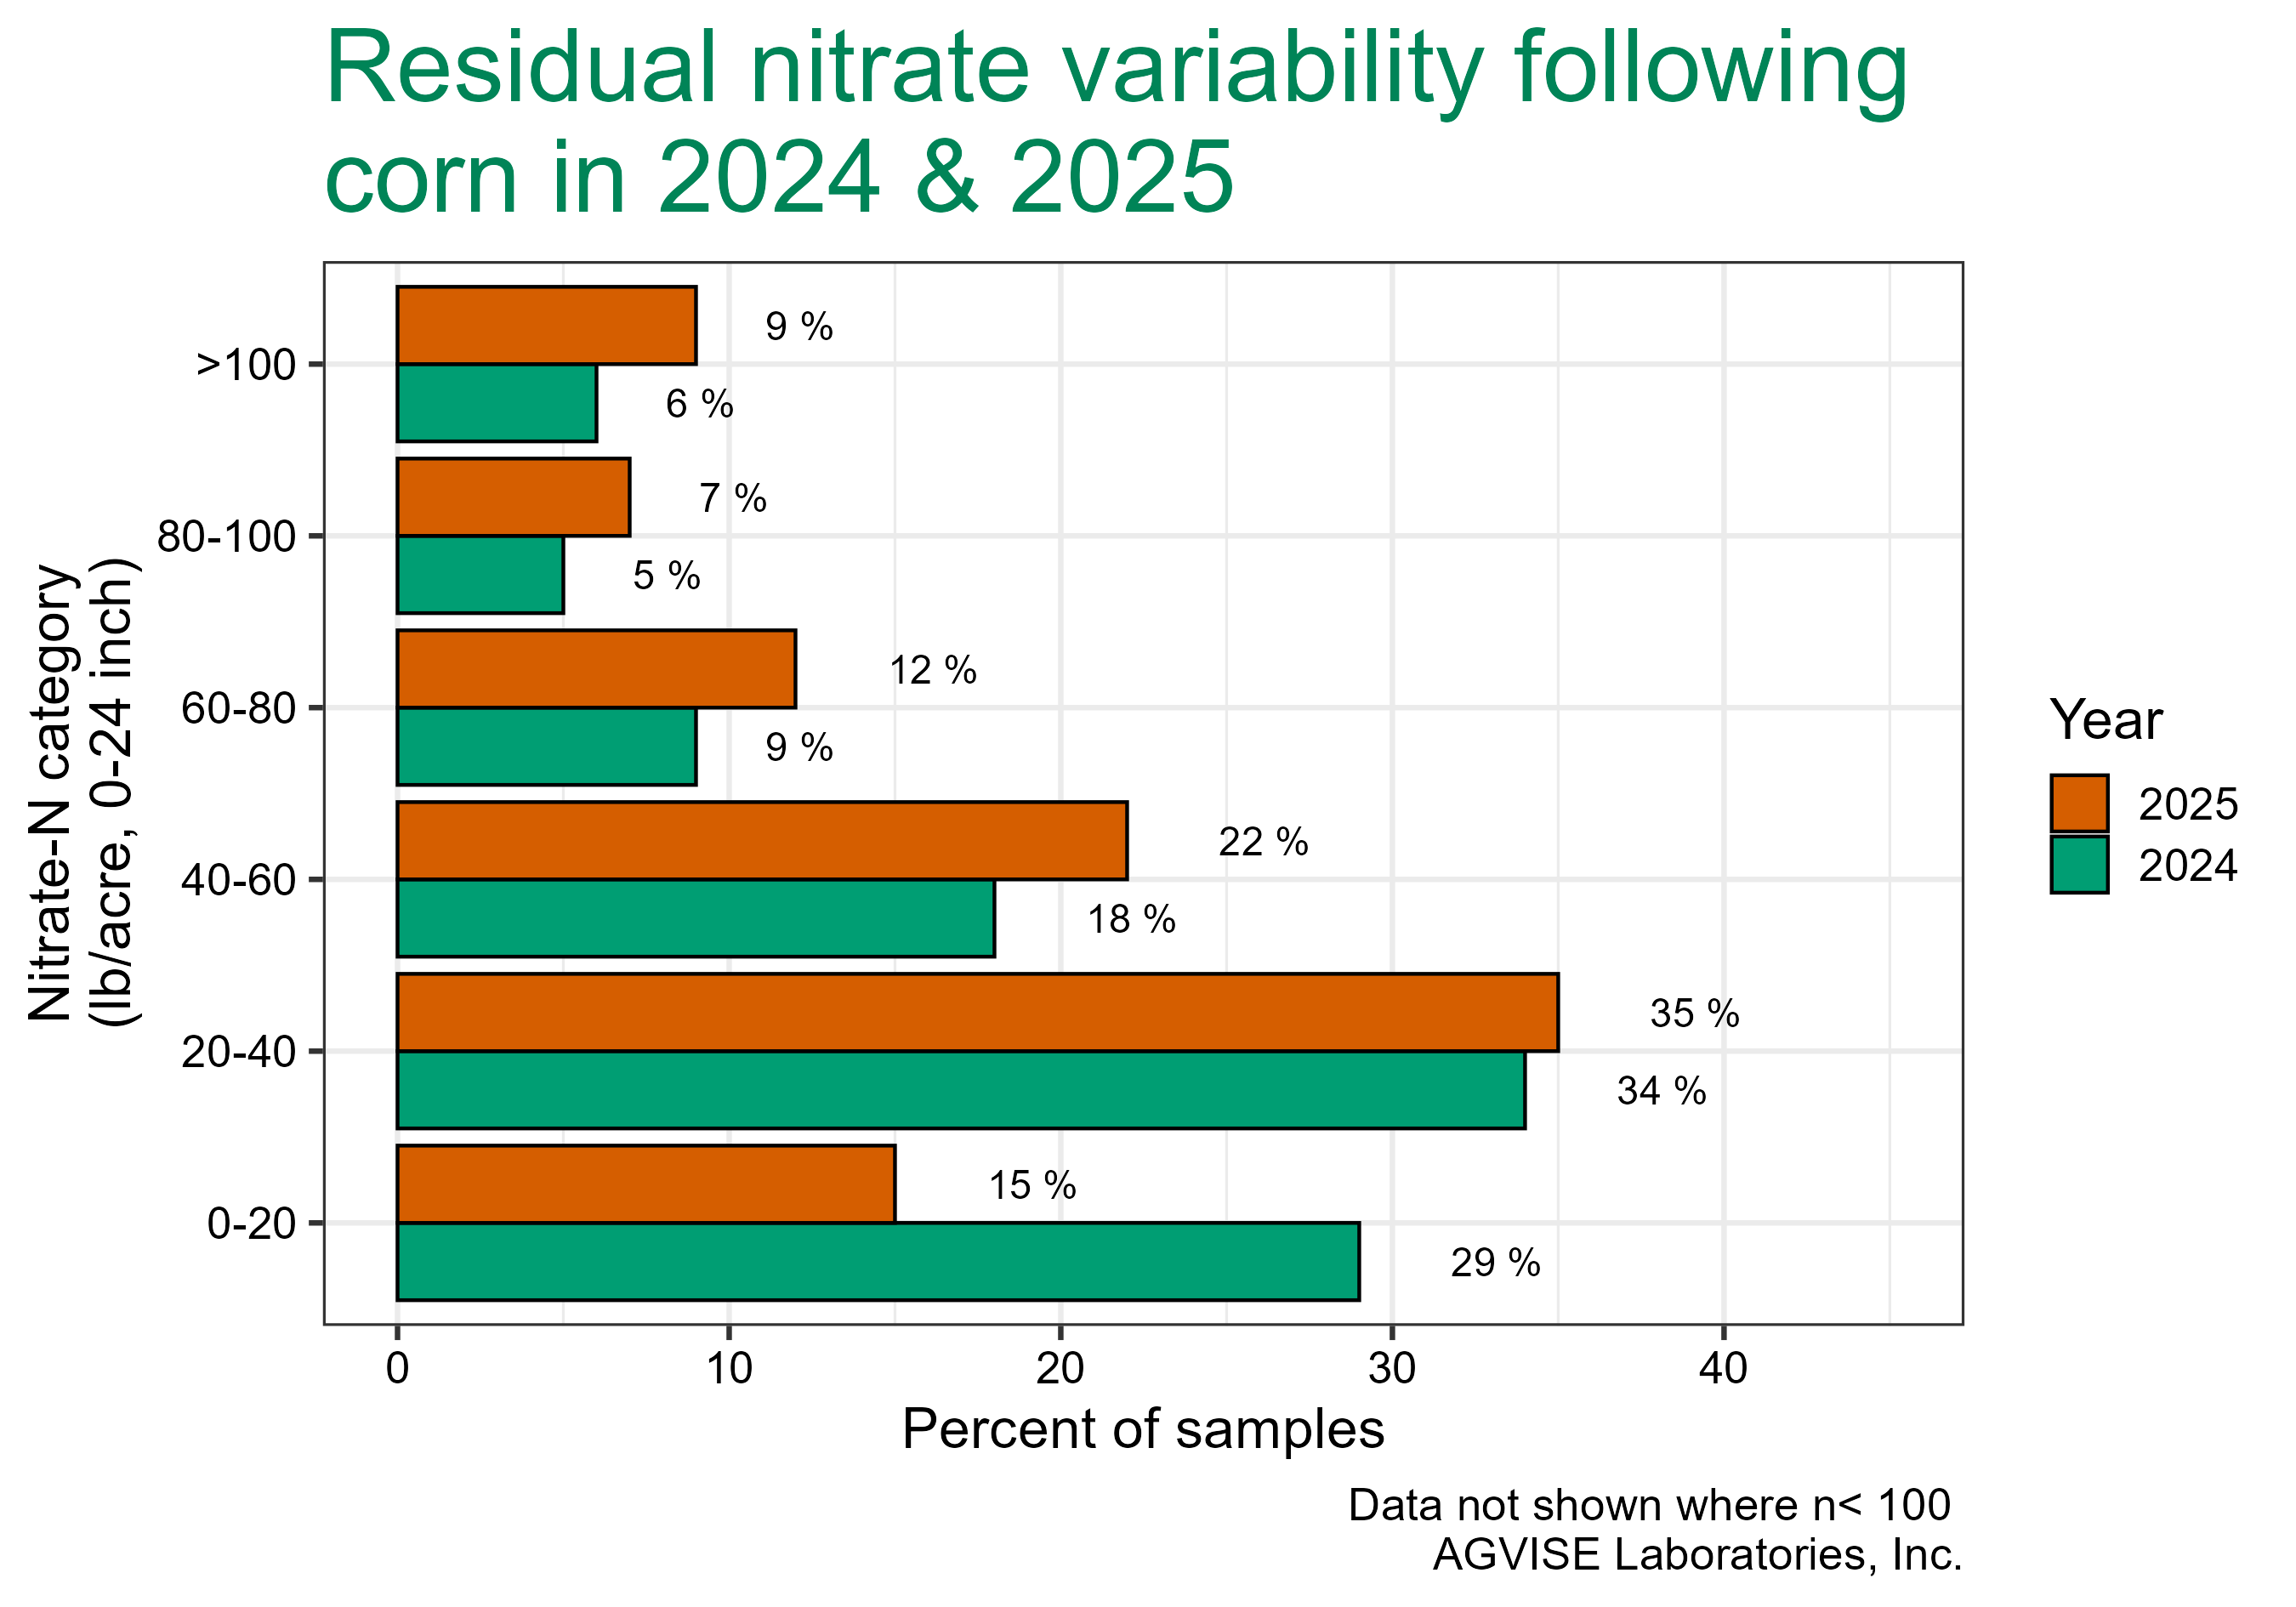 Residual nitrate variability following
corn in 2024 & 2025
Nitrate-N category
(lb/acre, 0-24 inch)
>100
9 %
6 %
80-100
7 %
5 %
60-80
12 %
9 %
40-60
22 %
18 %
20-40
35 %
34 %
0-20
15 %
29 %
0 10 20 30 40
Percent of samples
Year
2025
2024
Data not shown where n< 100
AGVISE Laboratories, Inc.